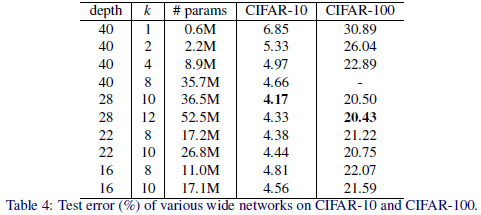 depth k # params CIFAR-10 CIFAR-100
40 1 0.6M 6.85 30.89
40 2 2.2M 5.33 26.04
40 4 8.9M 4.97 22.89
40 8 35.7M 4.66 -
28 10 36.5M 4.17 20.50
28 12 52.5M 4.33 20.43
22 8 17.2M 4.38 21.22
22 10 26.8M 4.44 20.75
16 8 11.0M 4.81 22.07
16 10 17.1M 4.56 21.59
Table 4: Test error (%) of various wide networks on CIFAR-10 and CIFAR-100.